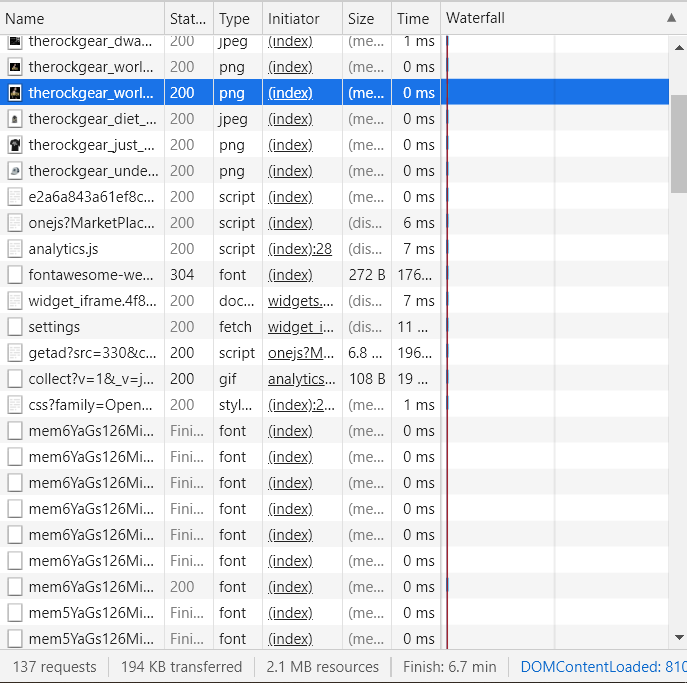 Name Stat... Type Initiator Size Time Waterfall
therockgear_dwa... 200 jpeg (index) (me... 1 ms
therockgear_worl... 200 png (index) (me... 0 ms
therockgear_worl... 200 png (index) (me... 0 ms
therockgear_diet_... 200 jpeg (index) (me... 0 ms
therockgear_just_... 200 png (index) (me... 0 ms
therockgear_unde... 200 png (index) (me... 0 ms
e2a6a843a61ef8c... 200 script (index) (me... 0 ms
onejs?MarketPlac... 200 script (index) (dis... 6 ms
analytics.js 200 script (index):28 (dis... 7 ms
fontawesome-we... 304 font (index) 272 B 176...
widget_iframe.4f8... 200 doc... widgets.... (dis... 7 ms
settings 200 fetch widget_i... (dis... 11 ...
getad?src=330&c... 200 script onejs?M... 6.8 ... 196...
collect?v=1&_v=j... 200 gif analytics... 108 B 19 ...
css?family=Open... 200 styl... (index):2... (me... 1 ms
mem6YaGs126Mi... Fini... font (index) (me... 0 ms
mem6YaGs126Mi... Fini... font (index) (me... 0 ms
mem6YaGs126Mi... Fini... font (index) (me... 0 ms
mem6YaGs126Mi... Fini... font (index) (me... 0 ms
mem6YaGs126Mi... Fini... font (index) (me... 0 ms
mem6YaGs126Mi... Fini... font (index) (me... 0 ms
mem6YaGs126Mi... 200 font (index) (me... 0 ms
mem5YaGs126Mi... Fini... font (index) (me... 0 ms
mem5YaGs126Mi... Fini... font (index) (me... 0 ms
137 requests 194 KB transferred 2.1 MB resources Finish: 6.7 min DOMContentLoaded: 810